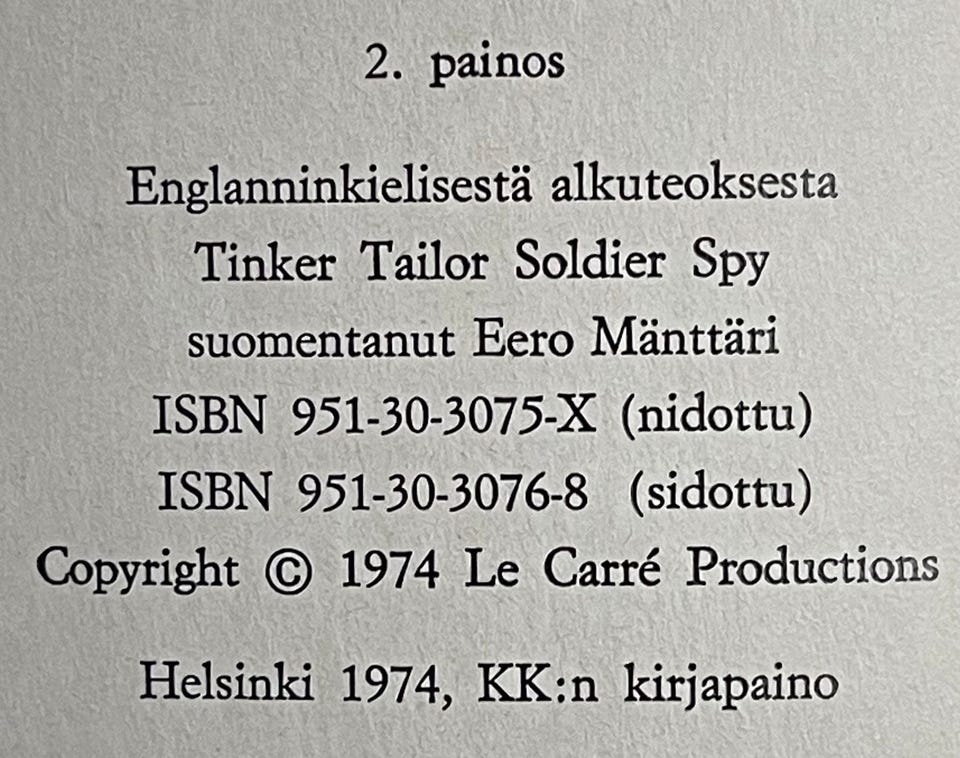 2. painos
Englanninkielisestä alkuteoksesta
Tinker Tailor Soldier Spy
suomentanut Eero Mänttäri
ISBN 951-30-3075-X (nidottu)
ISBN 951-30-3076-8 (sidottu)
Copyright © 1974 Le Carré Productions
Helsinki 1974, KK:n kirjapaino